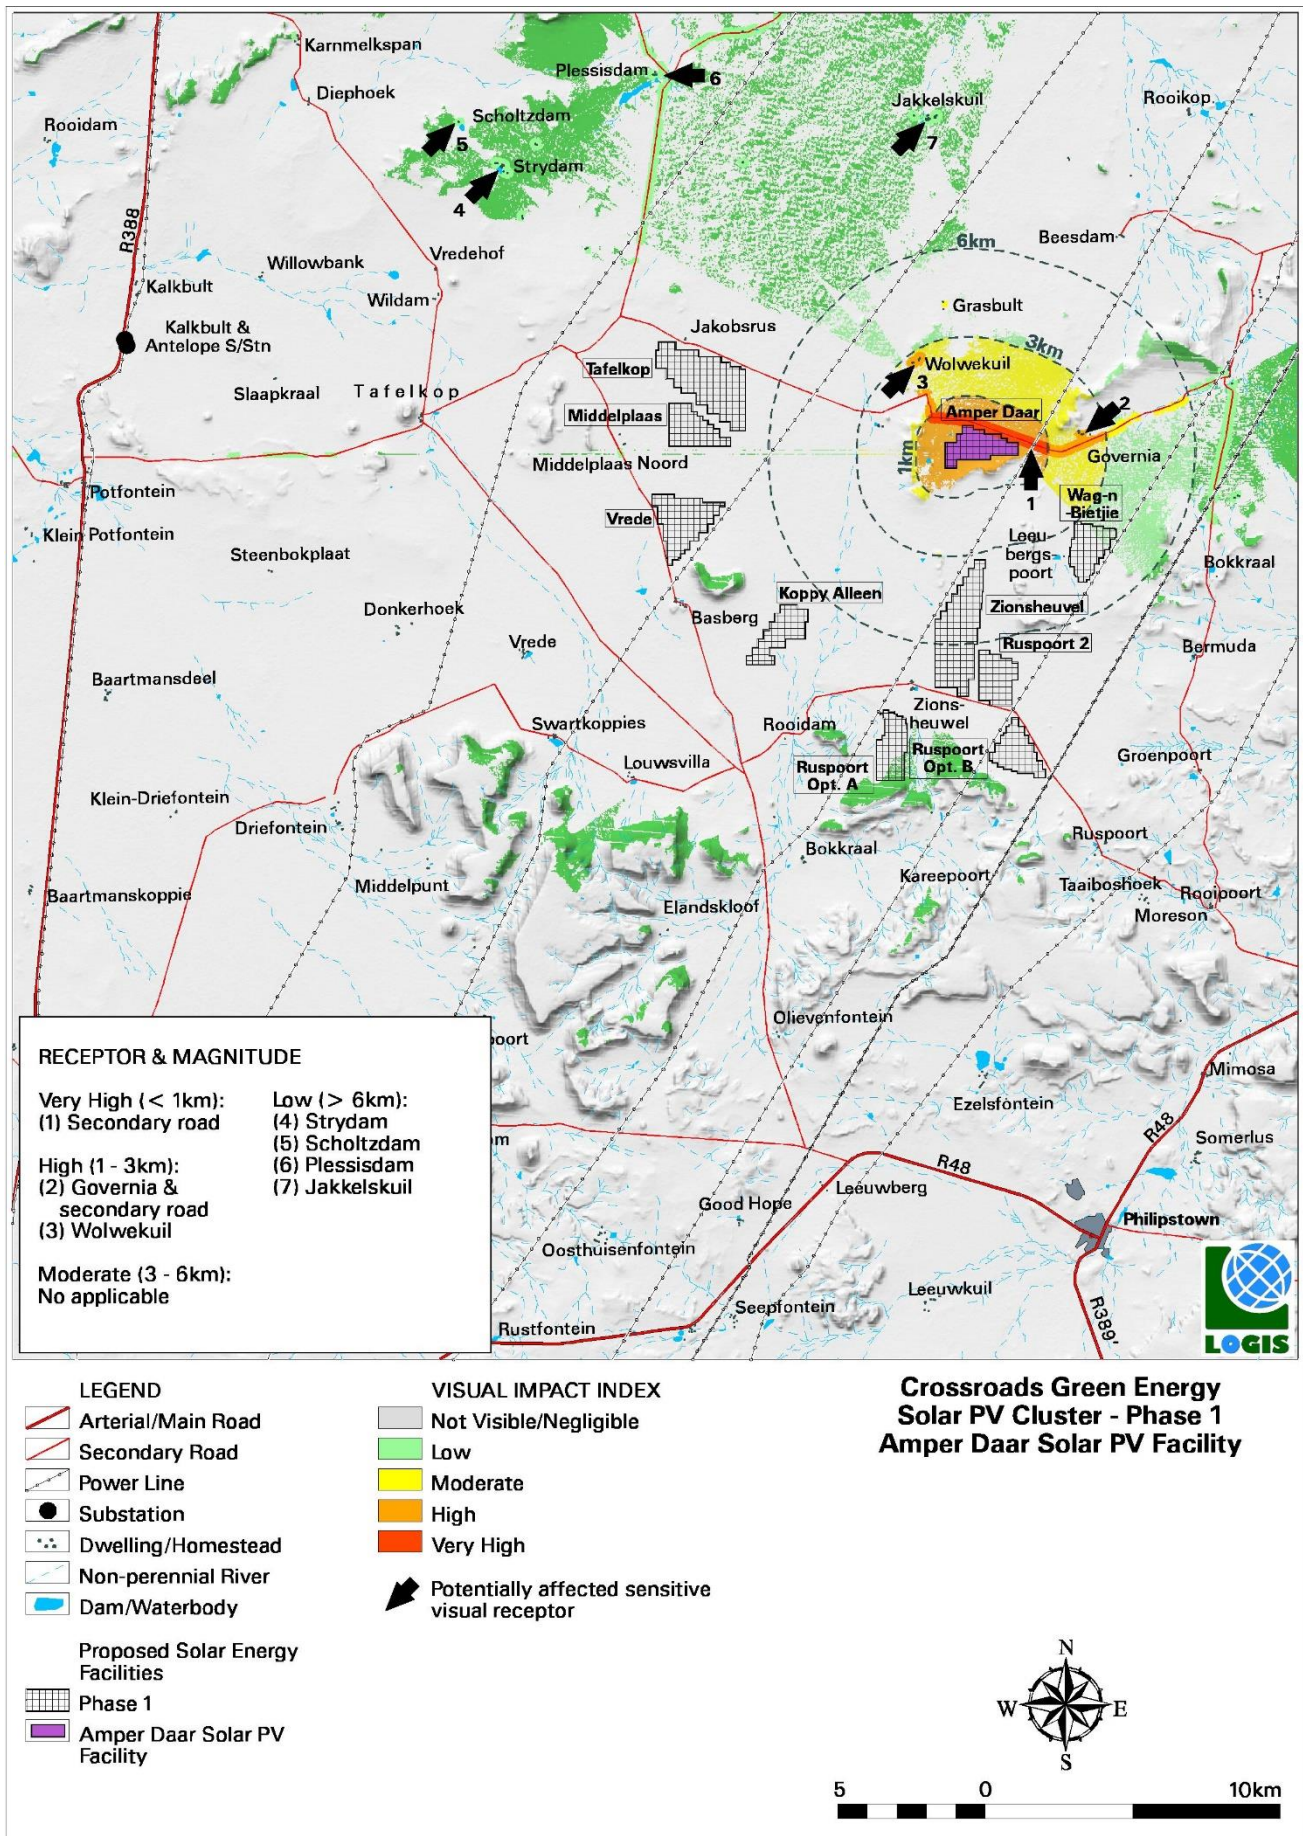 Karnmelkspan
Plessisdam
6
Diephoek
Jakkelskuil
Rooikop
Scholtzdam
Rooidam
5
7
Strydam
4
R388
6km
Beesdam
Vredehof
Willowbank
Kalkbult
Wildam
Grasbult
Kalkbult &
Antelope S/Stn
Jakobsrus
3km
Wolwekuil
Tafelkop
3
Slaapkraal
Tafelkop
2
Middelplaas
Amper Daar
1km
Governia
Middelplaas Noord
Potfontein
1
Wag-n
-Bietjie
Vrede
Klein Potfontein
Leeu-
bergs-
poort
Steenbokplaat
Bokkraal
Koppy Alleen
Donkerhoek
Zionsheuvel
Basberg
Vrede
Ruspoort 2
Bermuda
Baartmansdeel
Zions-
heuwel
Swartkoppies
Rooidam
Ruspoort
Opt. B
Louwsvilla
Ruspoort
Opt. A
Groenpoort
Klein-Driefontein
Driefontein
Ruspoort
Bokkraal
Kareepoort
Middelpunt
Taaiboshoek
Rooipoort
Baartmanskoppie
Elandskloof
Moreson
Olievenfontein
poort
Mimosa
Ezelsfontein
R48
Somerlus
om
R48
Leeuwberg
Good Hope
Philipstown
Oosthuisenfontein
Leeuwkuil
Seepfontein
R389'
Rustfontein
LOGIS
RECEPTOR & MAGNITUDE
Very High (< 1km):
(1) Secondary road
High (1 - 3km):
(2) Governia &
secondary road
(3) Wolwekuil
Moderate (3 - 6km):
No applicable
Low (> 6km):
(4) Strydam
(5) Scholtzdam
(6) Plessisdam
(7) Jakkelskuil
LEGEND
Arterial/Main Road
Secondary Road
Power Line
Substation
Dwelling/Homestead
Non-perennial River
Dam/Waterbody
Proposed Solar Energy
Facilities
Phase 1
Amper Daar Solar PV
Facility
VISUAL IMPACT INDEX
Not Visible/Negligible
Low
Moderate
High
Very High
Potentially affected sensitive
visual receptor
Crossroads Green Energy
Solar PV Cluster - Phase 1
Amper Daar Solar PV Facility
N
W E
S
5 0 10km